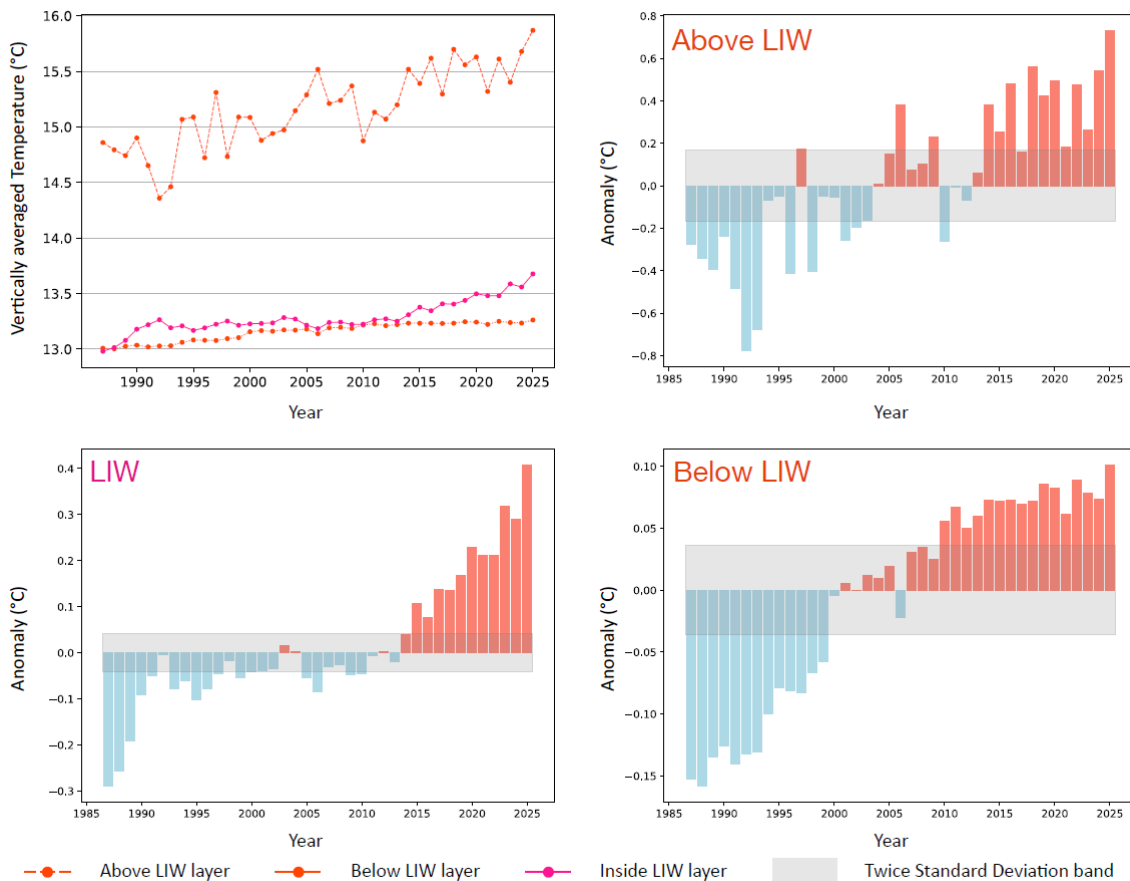 Vertically averaged Temperature (°C)
16.0
15.5
15.0
14.5
14.0
13.5
13.0
1990 1995 2000 2005 2010 2015 2020 2025
Year
Above LIW
Anomaly (°C)
0.8
0.6
0.4
0.2
0.0
−0.2
−0.4
−0.6
−0.8
1985 1990 1995 2000 2005 2010 2015 2020 2025
Year
LIW
Anomaly (°C)
0.4
0.3
0.2
0.1
0.0
−0.1
−0.2
−0.3
1985 1990 1995 2000 2005 2010 2015 2020 2025
Year
Below LIW
Anomaly (°C)
0.10
0.05
0.00
−0.05
−0.10
−0.15
1985 1990 1995 2000 2005 2010 2015 2020 2025
Year
Above LIW layer Below LIW layer Inside LIW layer Twice Standard Deviation band